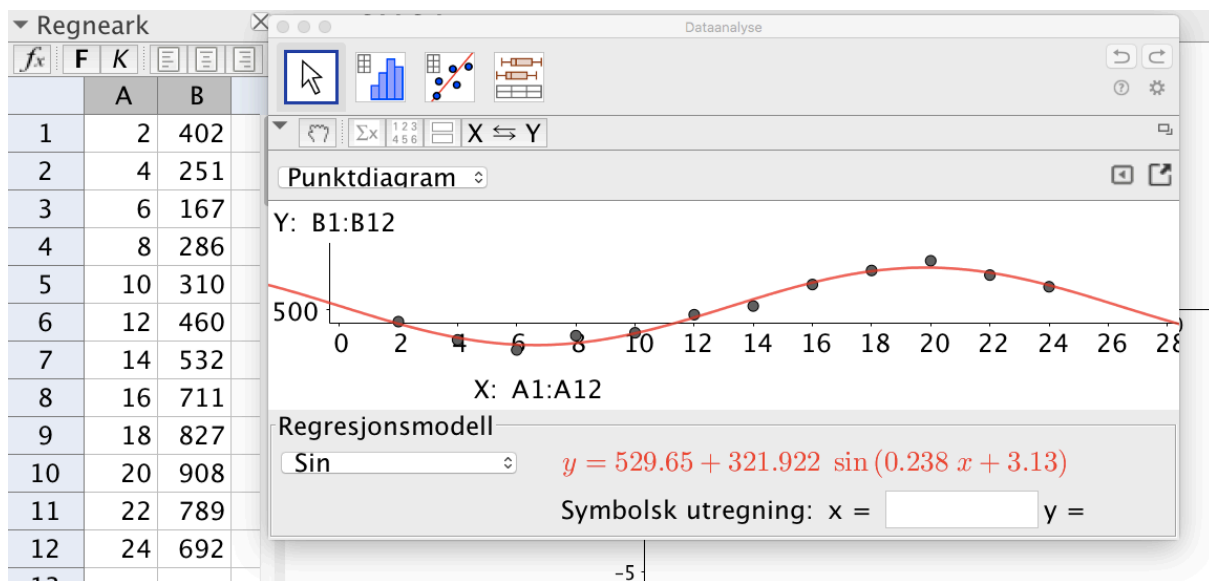 Regneark
Dataanalyse
fx F K
A B
1 2 402
2 4 251
3 6 167
4 8 286
5 10 310
6 12 460
7 14 532
8 16 711
9 18 827
10 20 908
11 22 789
12 24 692
Σx 123 456 X ⇆ Y
Punktdiagram
Y: B1:B12
500
0 2 4 6 8 10 12 14 16 18 20 22 24 26 28
X: A1:A12
Regresjonsmodell
Sin
y = 529.65 + 321.922 sin (0.238 x + 3.13)
Symbolsk utregning: x = y =
-5